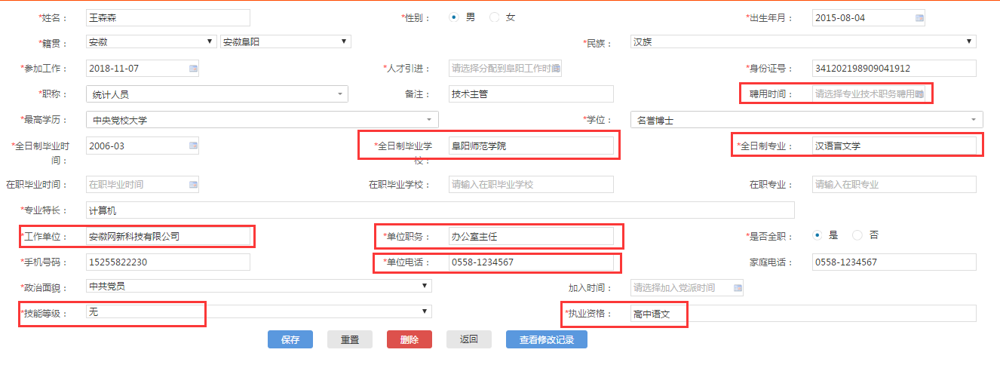 *姓名： 王森森 *性别： 男 女 *出生年月： 2015-08-04
*籍贯： 安徽 安徽阜阳 *民族： 汉族
*参加工作： 2018-11-07 *人才引进： 请选择分配到阜阳工作时间 *身份证号： 341202198909041912
*职称： 统计人员 备注： 技术主管 聘用时间： 请选择专业技术职务聘用时
*最高学历： 中央党校大学 *学位： 名誉博士
*全日制毕业时间： 2006-03 *全日制毕业学校： 阜阳师范学院 *全日制专业： 汉语言文学
在职毕业时间： 在职毕业时间 在职毕业学校： 请输入在职毕业学校 在职专业： 请输入在职专业
*专业特长： 计算机
*工作单位： 安徽网新科技有限公司 *单位职务： 办公室主任 *是否全职： 是 否
*手机号码： 15255822230 *单位电话： 0558-1234567 家庭电话： 0558-1234567
*政治面貌： 中共党员 加入时间： 请选择加入党派时间
*技能等级： 无 *执业资格： 高中语文
保存 重置 删除 返回 查看修改记录